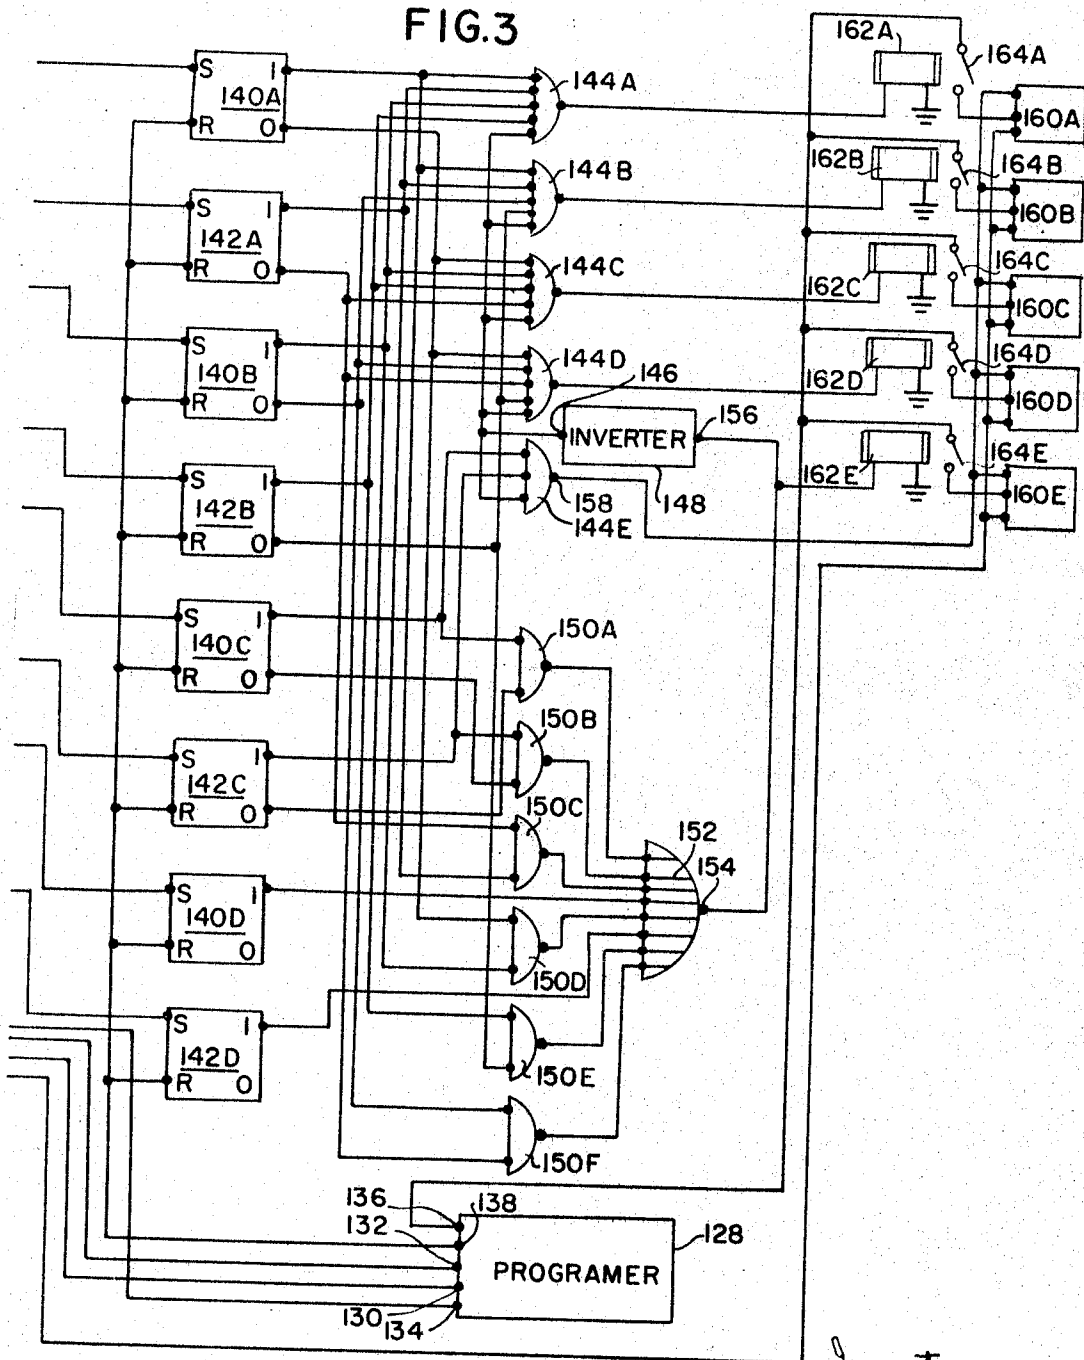 FIG.3
162A
164A
S 1
140A
R 0
144A
160A
162B
164B
144B
160B
S 1
142A
R 0
144C
162C
164C
160C
S 1
140B
R 0
144D
146
162D
164D
160D
INVERTER
156
148
162E
164E
160E
158
144E
S 1
142B
R 0
S 1
140C
R 0
150A
150B
S 1
142C
R 0
150C
152
154
S 1
140D
R 0
150D
S 1
142D
R 0
150E
150F
136
138
132
128
PROGRAMER
130
134